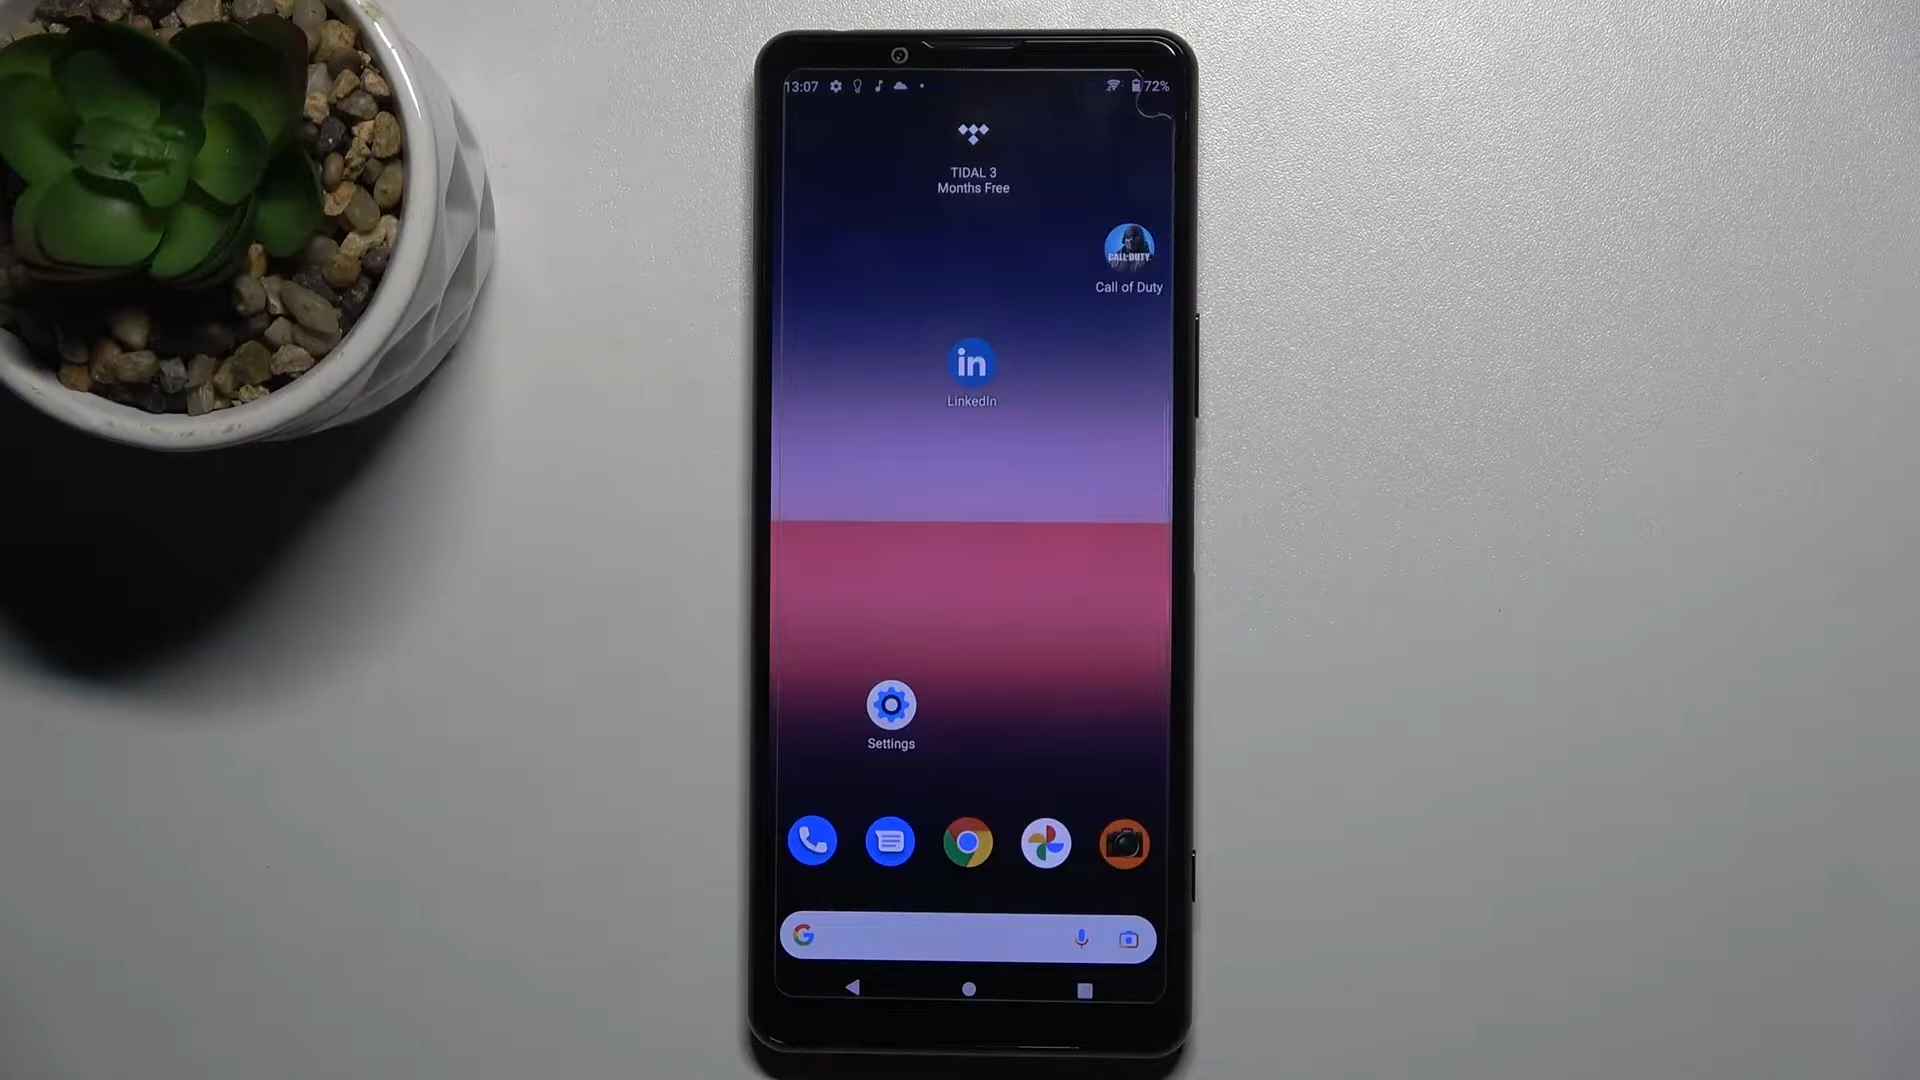 13:07
72%
TIDAL 3
Months Free
CALL DUTY
Call of Duty
in
LinkedIn
Settings
G